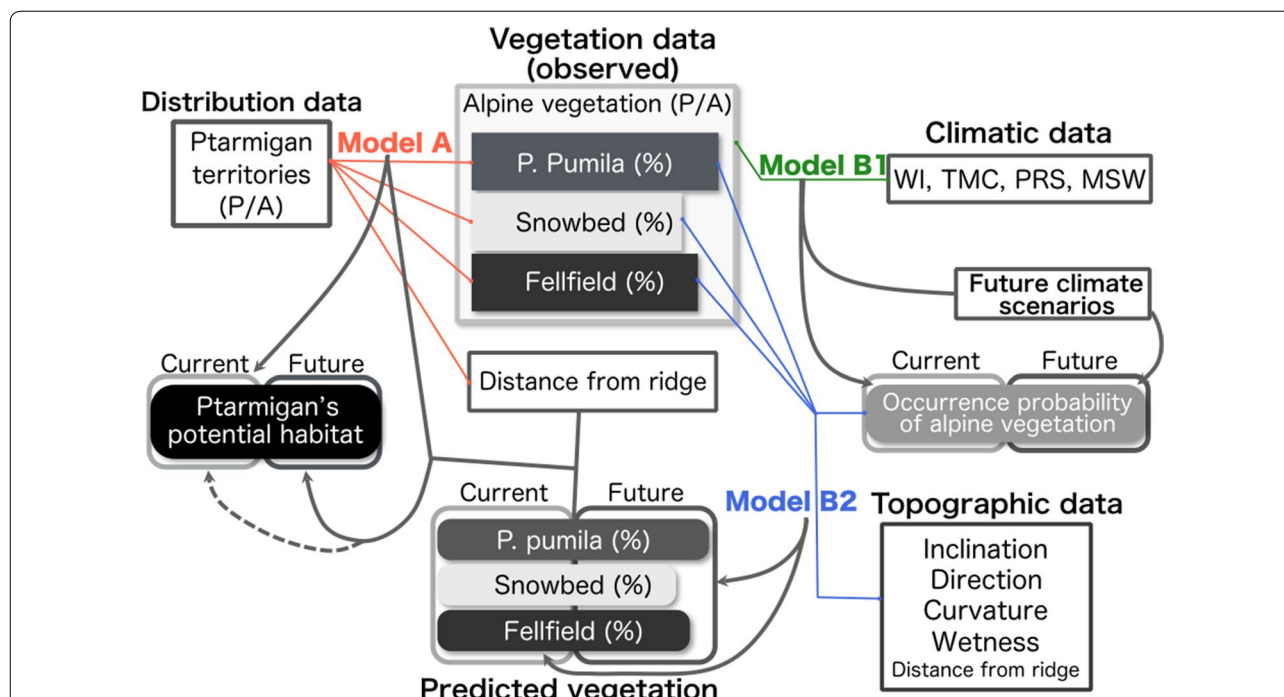 Vegetation data
(observed)
Distribution data
Ptarmigan
territories
(P/A)
Model A
Alpine vegetation (P/A)
P. Pumila (%)
Snowbed (%)
Fellfield (%)
Model B1
Climatic data
WI, TMC, PRS, MSW
Future climate
scenarios
Current
Future
Occurrence probability
of alpine vegetation
Current
Future
Ptarmigan's
potential habitat
Distance from ridge
Current
Future
P. pumila (%)
Snowbed (%)
Fellfield (%)
Predicted vegetation
Model B2
Topographic data
Inclination
Direction
Curvature
Wetness
Distance from ridge